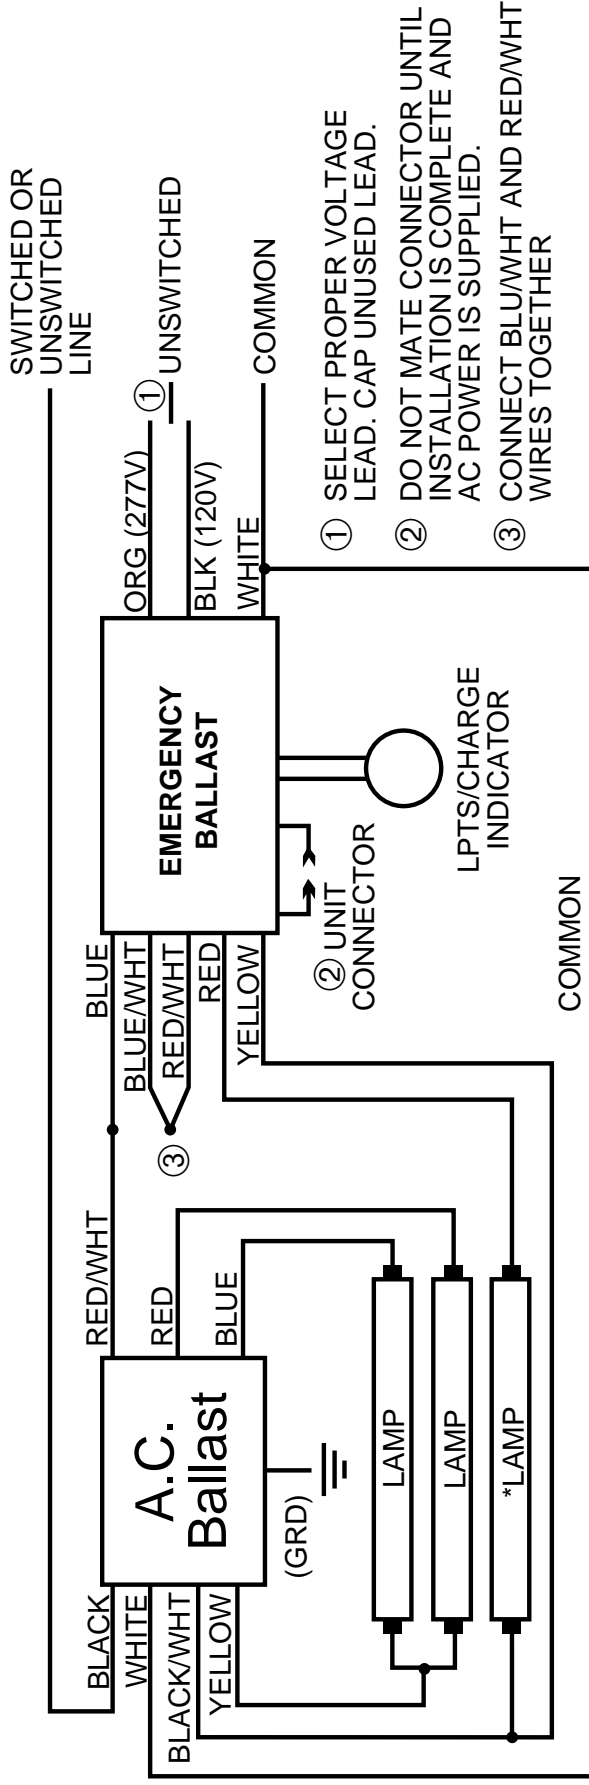 SWITCHED OR
UNSWITCHED
LINE
① UNSWITCHED
COMMON
ORG (277V)
BLK (120V)
WHITE
EMERGENCY
BALLAST
BLUE
BLUE/WHT
RED/WHT
RED
YELLOW
③
② UNIT
CONNECTOR
LPTS/CHARGE
INDICATOR
RED/WHT
RED
BLUE
A.C.
Ballast
(GRD)
BLACK
WHITE
BLACK/WHT
YELLOW
LAMP
LAMP
*LAMP
COMMON
① SELECT PROPER VOLTAGE
LEAD. CAP UNUSED LEAD.
② DO NOT MATE CONNECTOR UNTIL
INSTALLATION IS COMPLETE AND
AC POWER IS SUPPLIED.
③ CONNECT BLU/WHT AND RED/WHT
WIRES TOGETHER